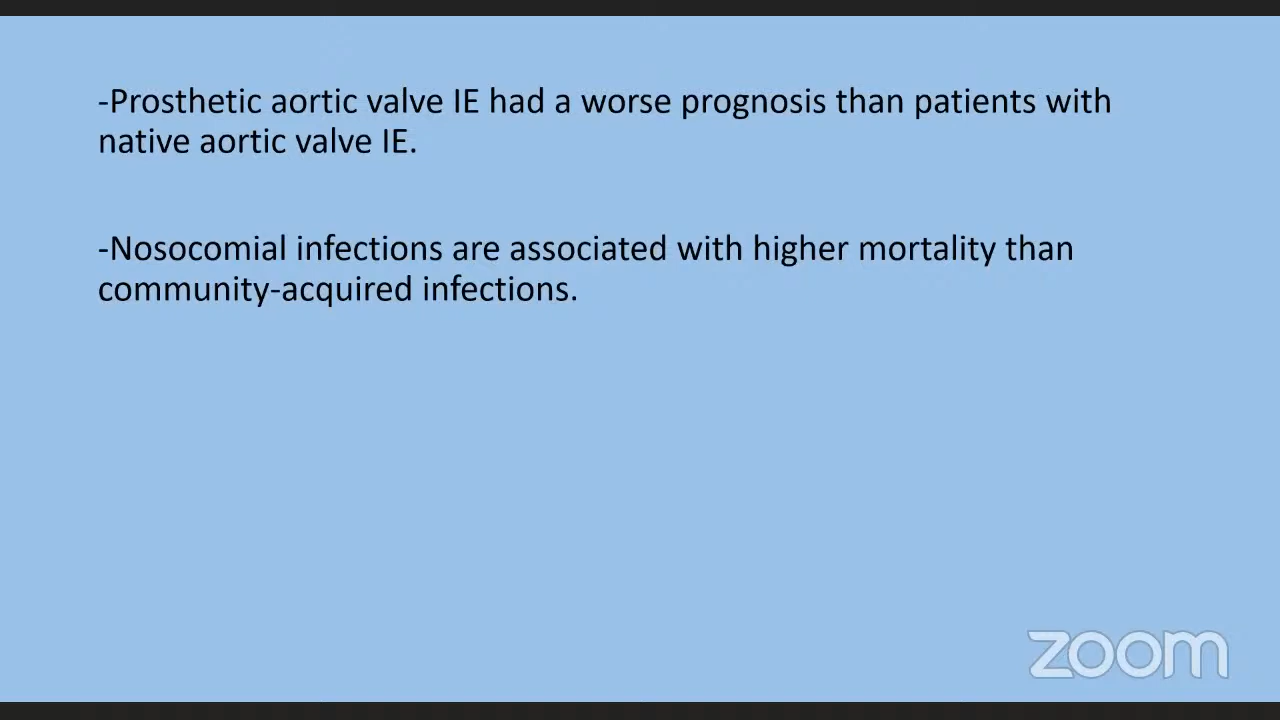 -Prosthetic aortic valve IE had a worse prognosis than patients with
native aortic valve IE.
-Nosocomial infections are associated with higher mortality than
community-acquired infections.
zoom